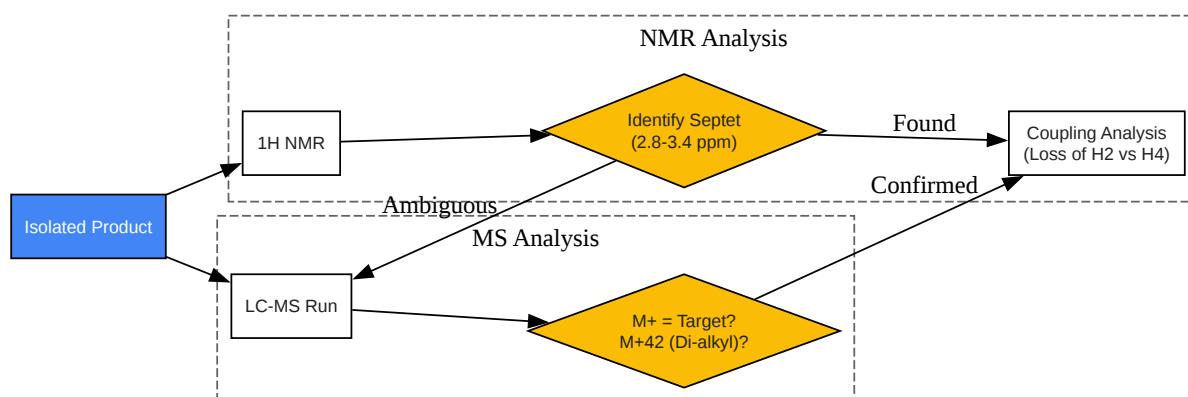 NMR Analysis
1H NMR
Identify Septet
(2.8-3.4 ppm)
Found
Coupling Analysis
(Loss of H2 vs H4)
Confirmed
Ambiguous
Isolated Product
MS Analysis
LC-MS Run
M+ = Target?
M+42 (Di-alkyl)?